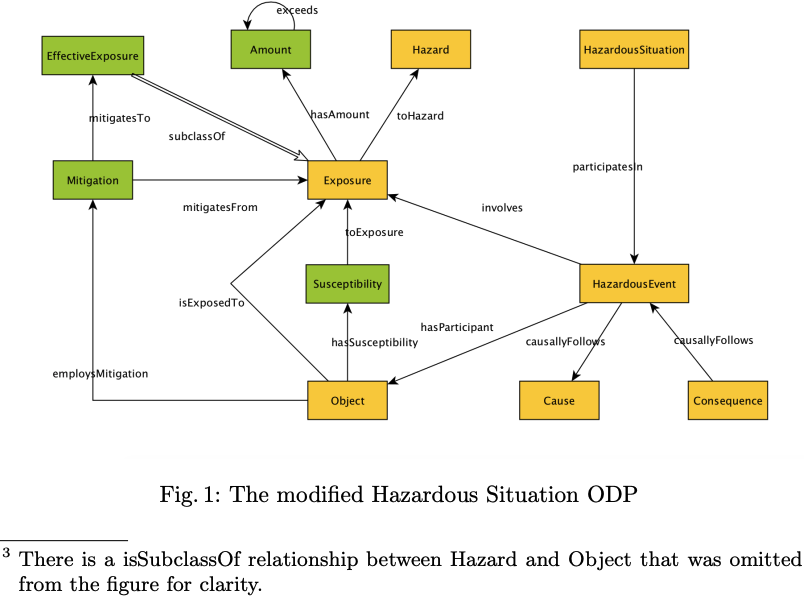 exceeds
EffectiveExposure
Amount
Hazard
HazardousSituation
mitigatesTo
hasAmount
toHazard
subclassOf
participatesIn
Mitigation
Exposure
mitigatesFrom
involves
toExposure
Susceptibility
HazardousEvent
isExposedTo
hasParticipant
hasSusceptibility
causallyFollows
causallyFollows
employsMitigation
Object
Cause
Consequence
Fig. 1: The modified Hazardous Situation ODP
3 There is a isSubclassOf relationship between Hazard and Object that was omitted
from the figure for clarity.